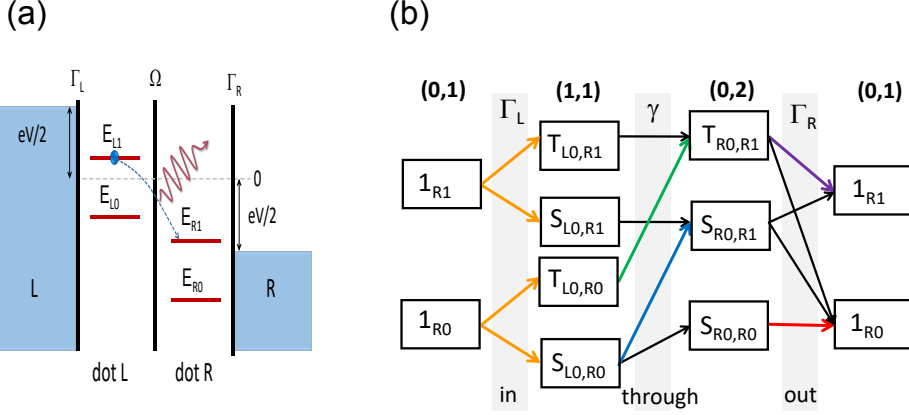 (a)
Γ_L Ω Γ_R
eV/2
E_L1
0
E_L0
E_R1
eV/2
E_R0
L
R
dot L dot R
(b)
(0,1) (1,1) (0,2) (0,1)
Γ_L γ Γ_R
T_L0,R1 T_R0,R1
1_R1 1_R1
S_L0,R1 S_R0,R1
T_L0,R0
1_R0 S_R0,R0 1_R0
S_L0,R0
in through out